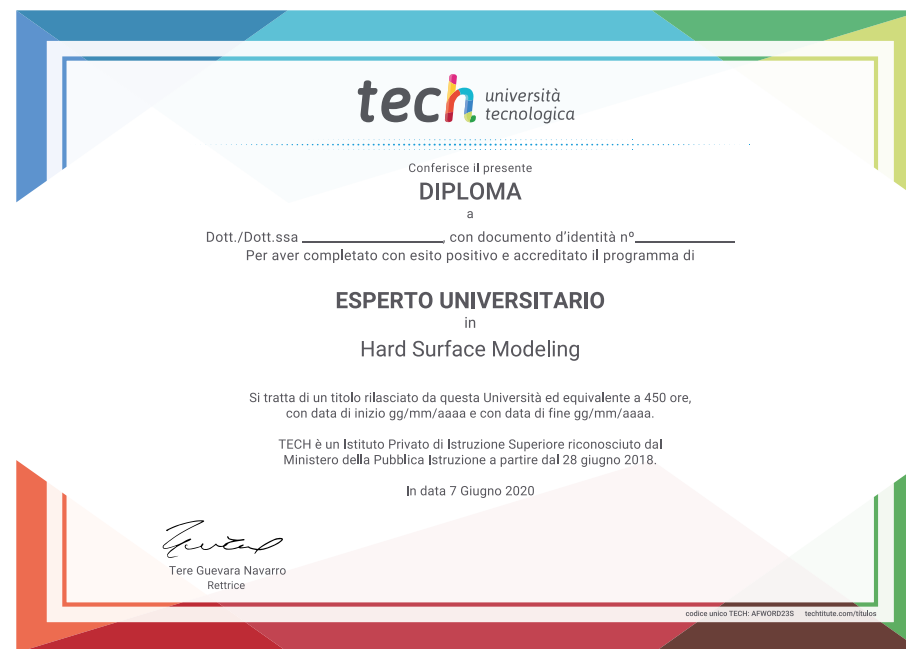 tech università
tecnologica
Conferisce il presente
DIPLOMA
a
Dott./Dott.ssa ____________________, con documento d'identità nº______________
Per aver completato con esito positivo e accreditato il programma di
ESPERTO UNIVERSITARIO
in
Hard Surface Modeling
Si tratta di un titolo rilasciato da questa Università ed equivalente a 450 ore,
con data di inizio gg/mm/aaaa e con data di fine gg/mm/aaaa.
TECH è un Istituto Privato di Istruzione Superiore riconosciuto dal
Ministero della Pubblica Istruzione a partire dal 28 giugno 2018.
In data 7 Giugno 2020
Tere Guevara Navarro
Rettrice
codice unico TECH: AFWORD23S techtitute.com/títulos